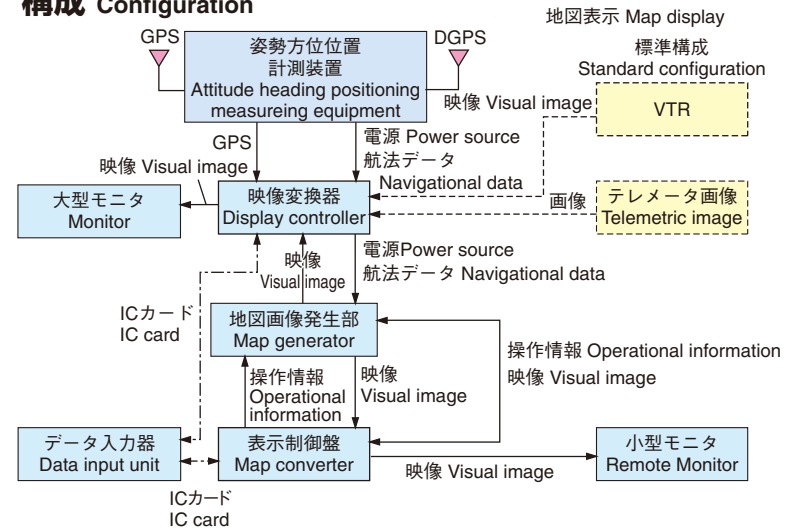 構成 Configuration
地図表示 Map display
標準構成
Standard configuration
GPS
DGPS
姿勢方位位置
計測装置
Attitude heading positioning
measureing equipment
映像 Visual image
VTR
GPS
電源 Power source
航法データ
Navigational data
映像 Visual image
大型モニタ
Monitor
映像変換器
Display controller
画像
テレメータ画像
Telemetric image
映像
Visual image
電源Power source
航法データ Navigational data
ICカード
IC card
地図画像発生部
Map generator
操作情報 Operational information
映像 Visual image
操作情報
Operational
information
映像
Visual image
データ入力器
Data input unit
表示制御盤
Map converter
映像 Visual image
小型モニタ
Remote Monitor
ICカード
IC card